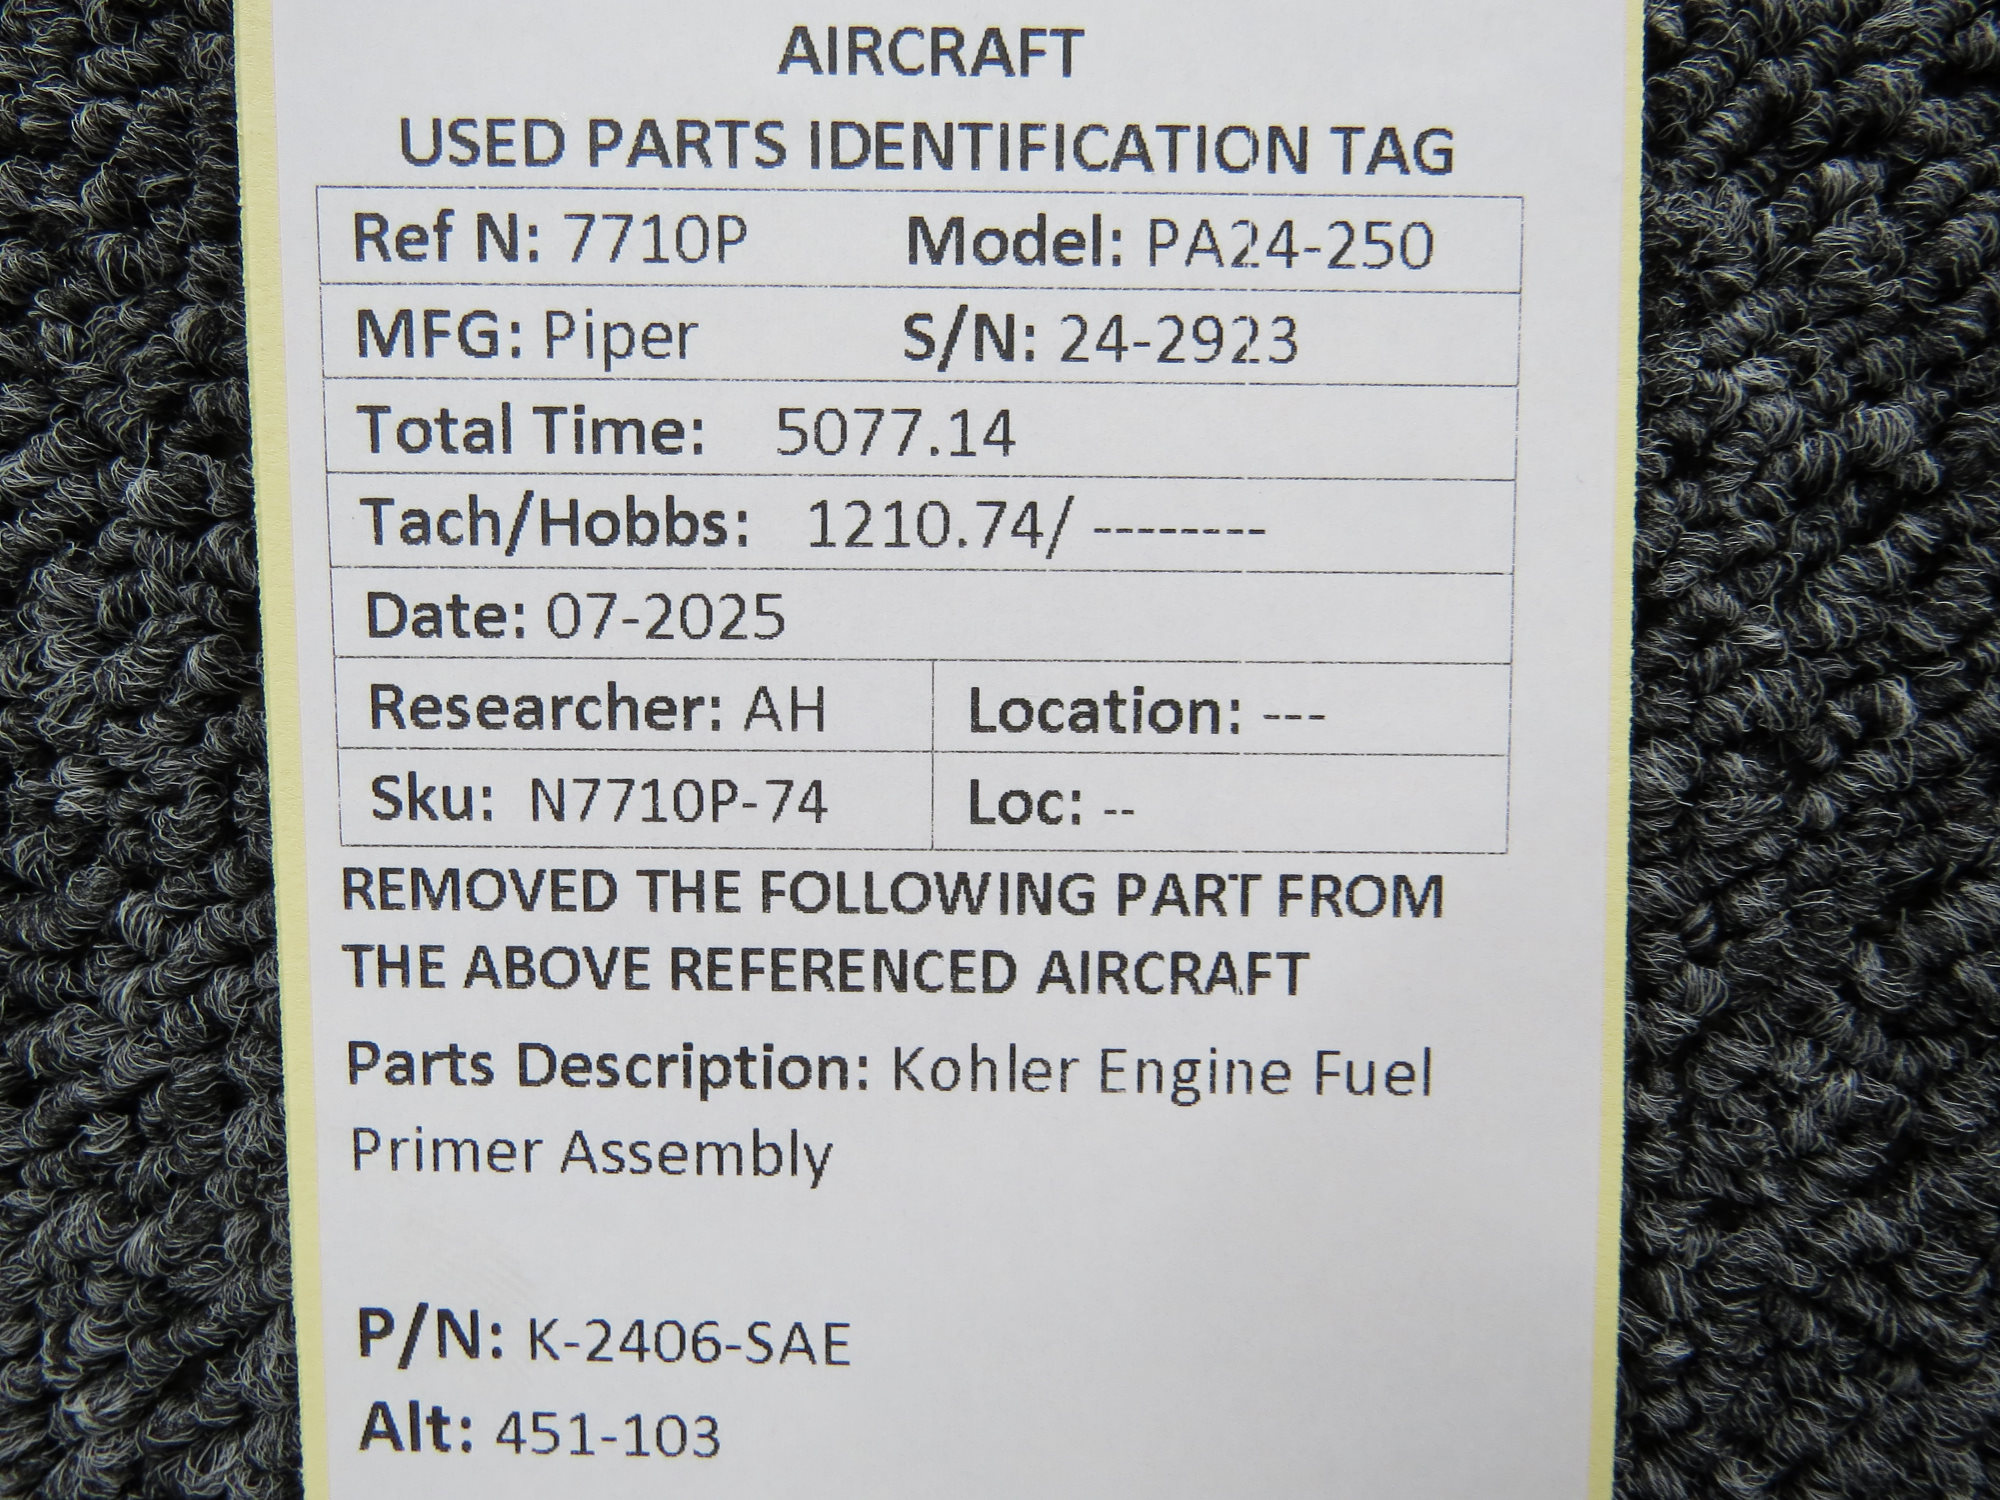 AIRCRAFT
USED PARTS IDENTIFICATION TAG
Ref N: 7710P Model: PA24-250
MFG: Piper S/N: 24-2923
Total Time: 5077.14
Tach/Hobbs: 1210.74/ --------
Date: 07-2025
Researcher: AH Location: ---
Sku: N7710P-74 Loc: --
REMOVED THE FOLLOWING PART FROM
THE ABOVE REFERENCED AIRCRAFT
Parts Description: Kohler Engine Fuel
Primer Assembly
P/N: K-2406-SAE
Alt: 451-103